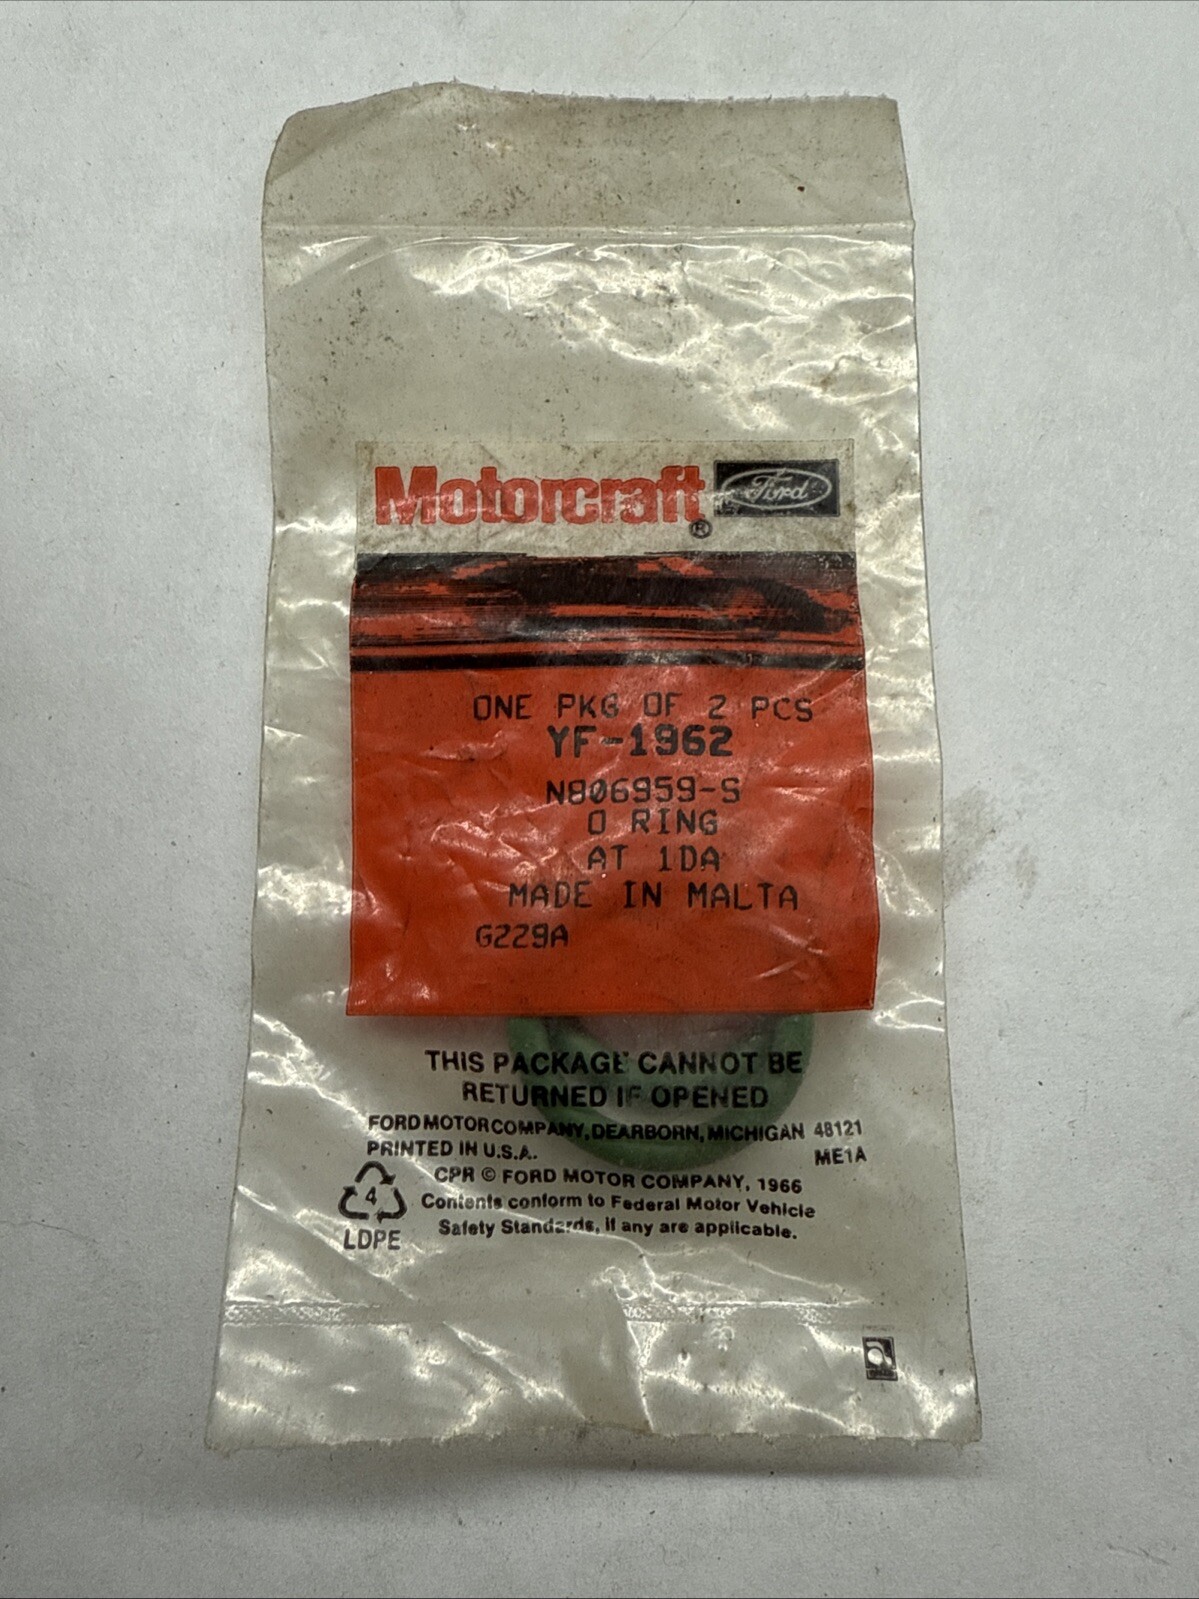 Motorcraft®
Ford
ONE PKG OF 2 PCS
YF-1962
N806959-S
O RING
AT 1DA
MADE IN MALTA
G229A
THIS PACKAGE CANNOT BE
RETURNED IF OPENED
FORD MOTOR COMPANY, DEARBORN, MICHIGAN 48121
PRINTED IN U.S.A.
ME1A
CPR © FORD MOTOR COMPANY, 1966
4
Contents conform to Federal Motor Vehicle
Safety Standards, if any are applicable.
LDPE